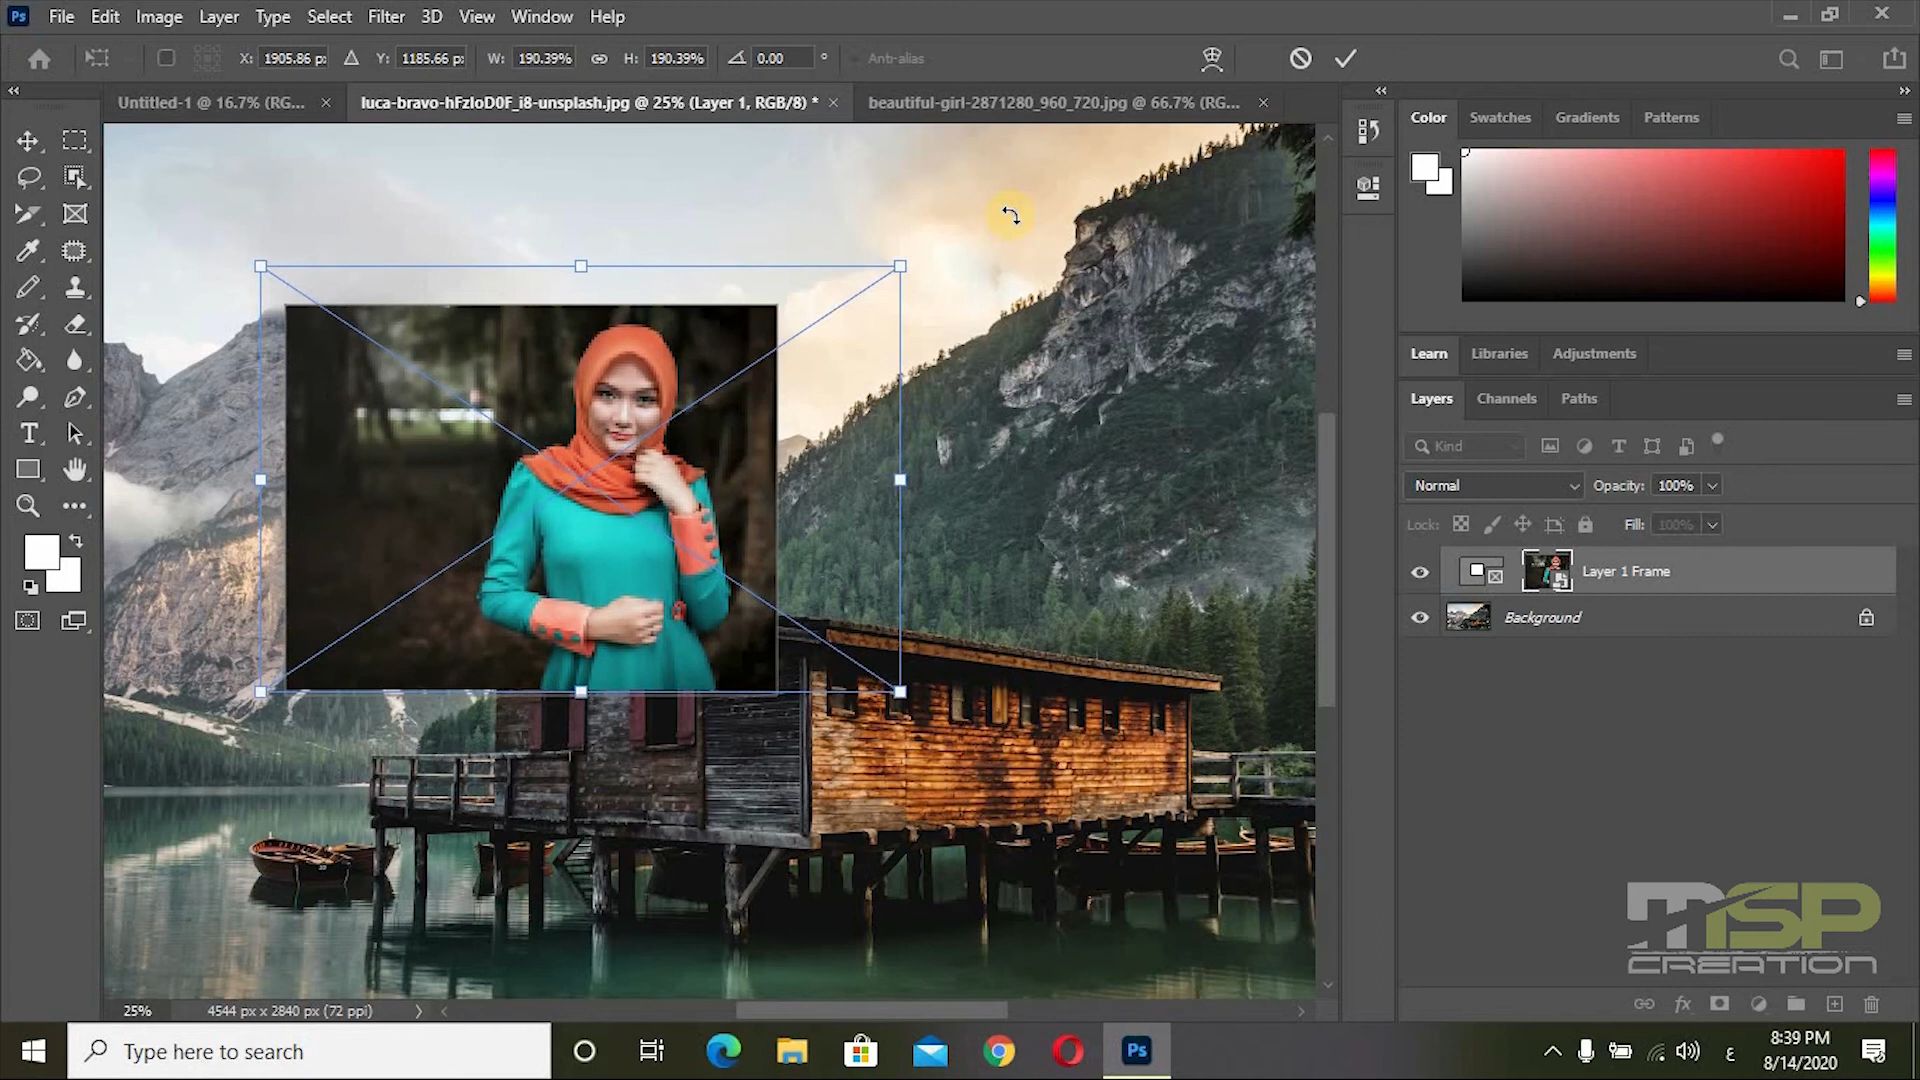 Ps File Edit Image Layer Type Select Filter 3D View Window Help
X: 1905.86 p Y: 1185.66 p W: 190.39% H: 190.39% 0.00 ° Anti-alias
Untitled-1 @ 16.7% (RG... luca-bravo-hFzIoD0F_i8-unsplash.jpg @ 25% (Layer 1, RGB/8) * beautiful-girl-2871280_960_720.jpg @ 66.7% (RG...
Color Swatches Gradients Patterns
Learn Libraries Adjustments
Layers Channels Paths
Kind
Normal Opacity: 100%
Lock: Fill: 100%
Layer 1 Frame
Background
MSP
CREATION
25% 4544 px x 2840 px (72 ppi)
Type here to search
Ps
ع
8:39 PM
8/14/2020